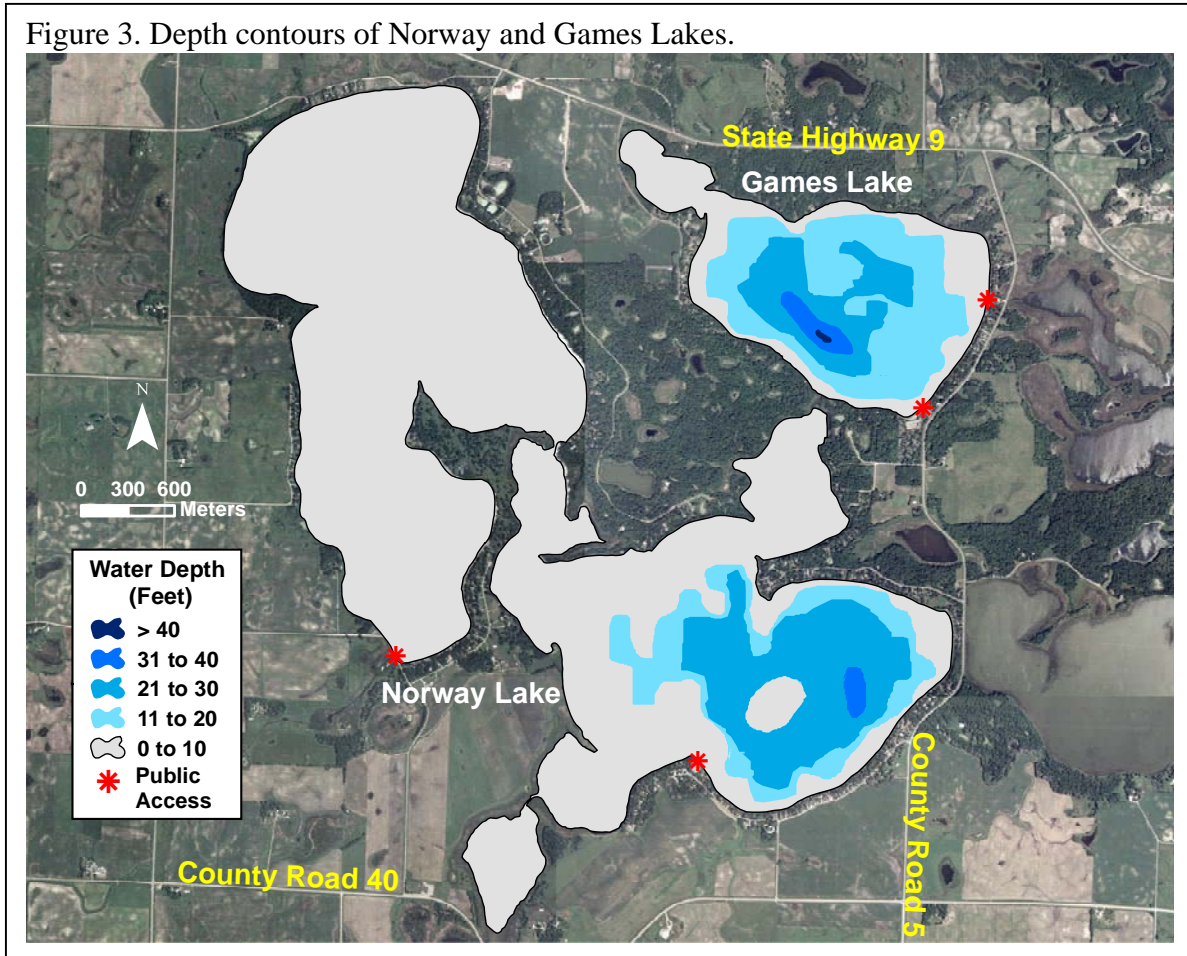 Figure 3. Depth contours of Norway and Games Lakes.
State Highway 9
Games Lake
N
0 300 600
Meters
Water Depth
(Feet)
> 40
31 to 40
21 to 30
11 to 20
0 to 10
Public
Access
Norway Lake
County Road 40
County Road 5